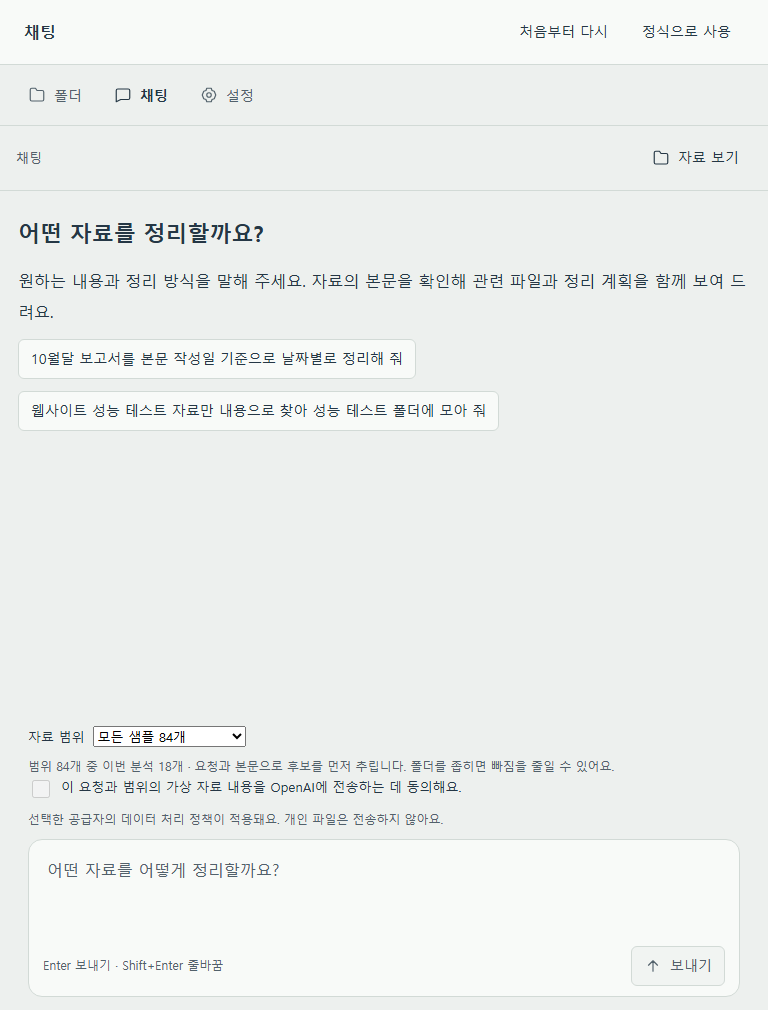 채팅
처음부터 다시
정식으로 사용
폴더
채팅
설정
채팅
자료 보기
어떤 자료를 정리할까요?
원하는 내용과 정리 방식을 말해 주세요. 자료의 본문을 확인해 관련 파일과 정리 계획을 함께 보여 드
려요.
10월달 보고서를 본문 작성일 기준으로 날짜별로 정리해 줘
웹사이트 성능 테스트 자료만 내용으로 찾아 성능 테스트 폴더에 모아 줘
자료 범위 모든 샘플 84개
범위 84개 중 이번 분석 18개 · 요청과 본문으로 후보를 먼저 추립니다. 폴더를 좁히면 빠짐을 줄일 수 있어요.
이 요청과 범위의 가상 자료 내용을 OpenAI에 전송하는 데 동의해요.
선택한 공급자의 데이터 처리 정책이 적용돼요. 개인 파일은 전송하지 않아요.
어떤 자료를 어떻게 정리할까요?
Enter 보내기 · Shift+Enter 줄바꿈
보내기